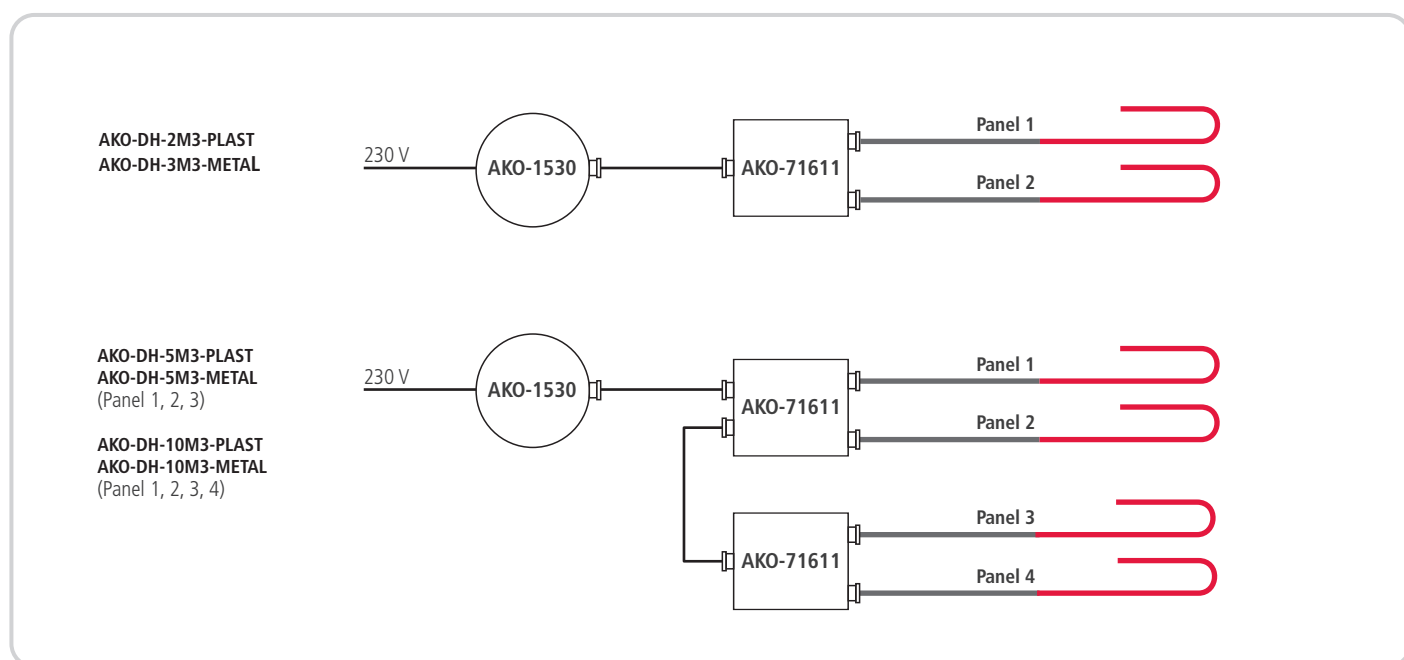 AKO-DH-2M3-PLAST
AKO-DH-3M3-METAL
230 V
AKO-1530
AKO-71611
Panel 1
Panel 2
AKO-DH-5M3-PLAST
AKO-DH-5M3-METAL
(Panel 1, 2, 3)
AKO-DH-10M3-PLAST
AKO-DH-10M3-METAL
(Panel 1, 2, 3, 4)
230 V
AKO-1530
AKO-71611
Panel 1
Panel 2
AKO-71611
Panel 3
Panel 4